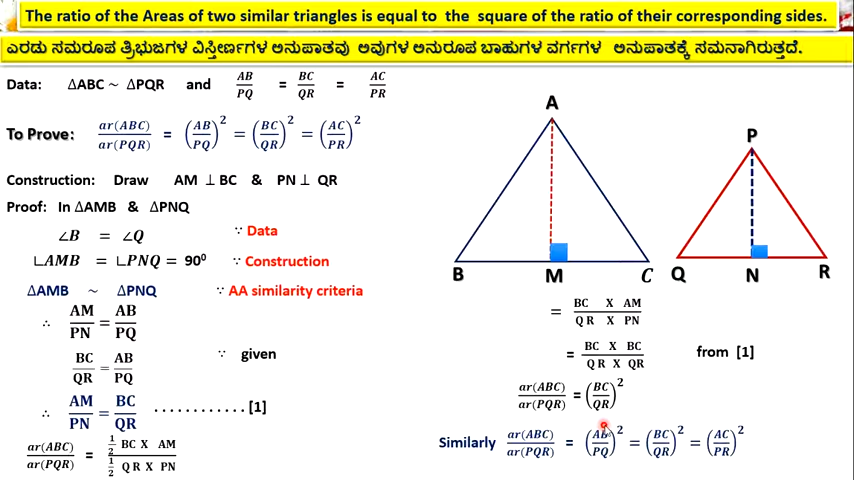 The ratio of the Areas of two similar triangles is equal to the square of the ratio of their corresponding sides.
ಎರಡು ಸಮರೂಪ ತ್ರಿಭುಜಗಳ ವಿಸ್ತೀರ್ಣಗಳ ಅನುಪಾತವು ಅವುಗಳ ಅನುರೂಪ ಬಾಹುಗಳ ವರ್ಗಗಳ ಅನುಪಾತಕ್ಕೆ ಸಮನಾಗಿರುತ್ತದೆ.
Data: ΔABC ~ ΔPQR and AB/PQ = BC/QR = AC/PR
To Prove: ar(ABC)/ar(PQR) = (AB/PQ)² = (BC/QR)² = (AC/PR)²
Construction: Draw AM ⊥ BC & PN ⊥ QR
Proof: In ΔAMB & ΔPNQ
∠B = ∠Q ∵ Data
∟AMB = ∟PNQ = 90⁰ ∵ Construction
ΔAMB ~ ΔPNQ ∵ AA similarity criteria
∴ AM/PN = AB/PQ
BC/QR = AB/PQ ∵ given
∴ AM/PN = BC/QR ............[1]
ar(ABC)/ar(PQR) = ½ BC X AM / ½ QR X PN
A
B
M
C
P
Q
N
R
= BC X AM / QR X PN
= BC X BC / QR X QR from [1]
ar(ABC)/ar(PQR) = (BC/QR)²
Similarly ar(ABC)/ar(PQR) = (AB/PQ)² = (BC/QR)² = (AC/PR)²